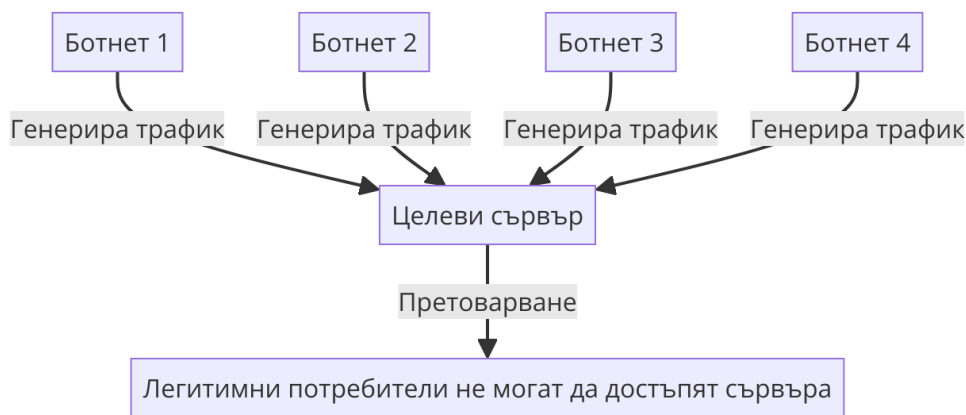 Ботнет 1
Ботнет 2
Ботнет 3
Ботнет 4
Генерира трафик
Генерира трафик
Генерира трафик
Генерира трафик
Целеви сървър
Претоварване
Легитимни потребители не могат да достъпят сървъра